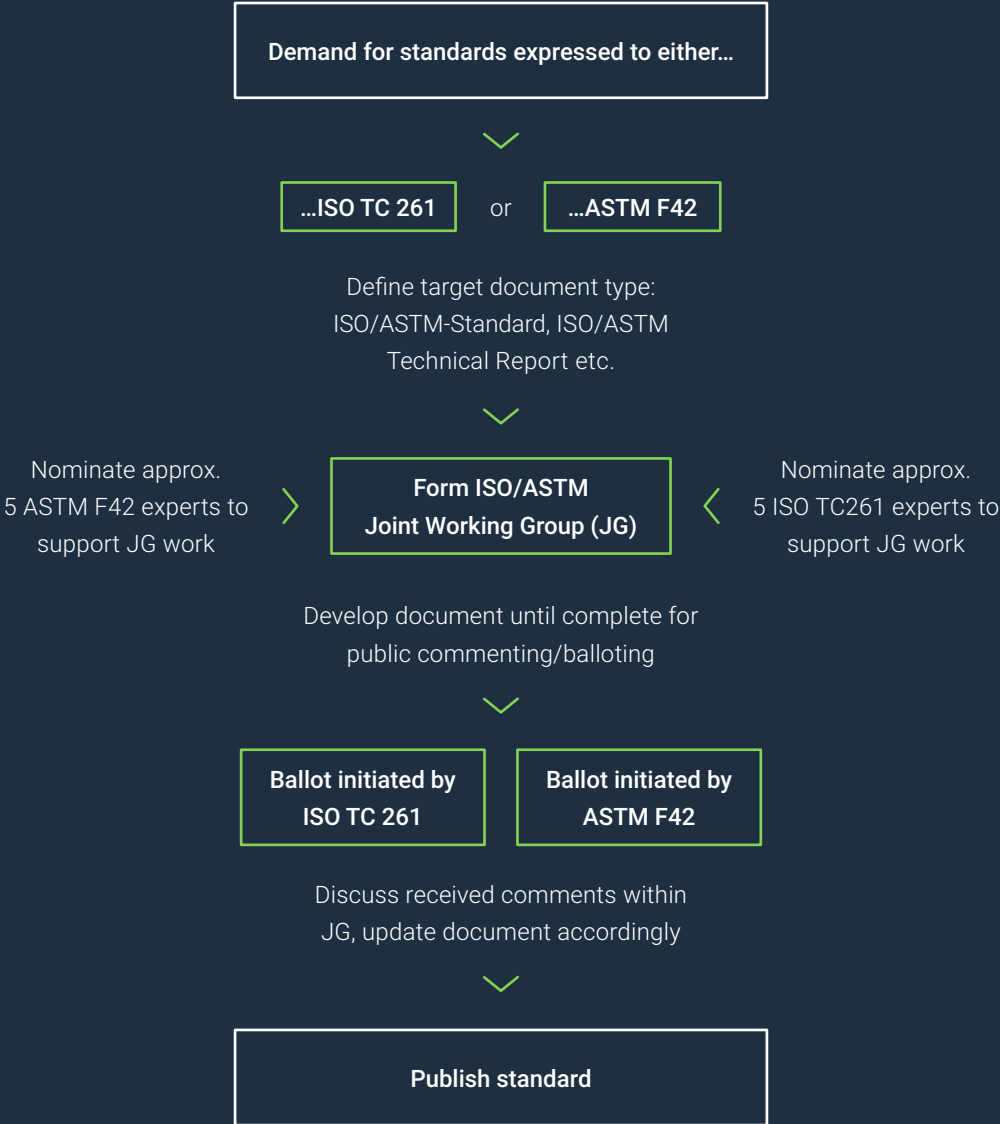 Demand for standards expressed to either…
…ISO TC 261
or
…ASTM F42
Define target document type:
ISO/ASTM-Standard, ISO/ASTM
Technical Report etc.
Nominate approx.
5 ASTM F42 experts to
support JG work
Form ISO/ASTM
Joint Working Group (JG)
Nominate approx.
5 ISO TC261 experts to
support JG work
Develop document until complete for
public commenting/balloting
Ballot initiated by
ISO TC 261
Ballot initiated by
ASTM F42
Discuss received comments within
JG, update document accordingly
Publish standard